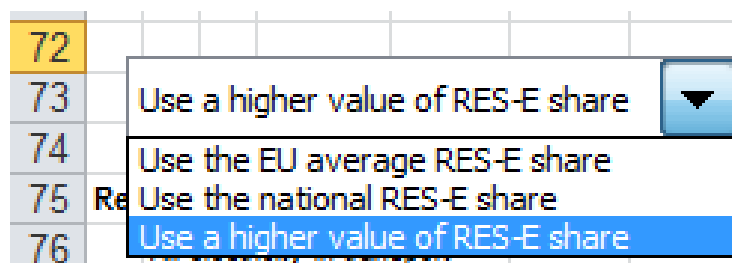 72
73 Use a higher value of RES-E share
74 Use the EU average RES-E share
75 Re Use the national RES-E share
76 Use a higher value of RES-E share